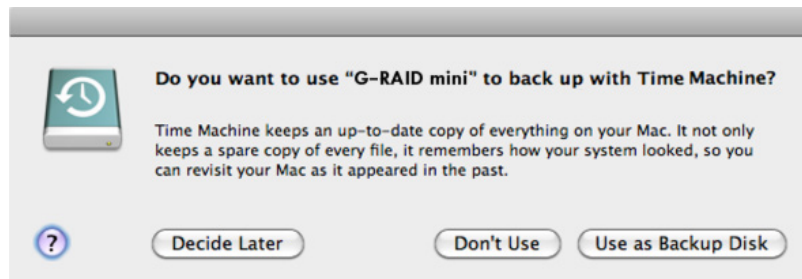 Do you want to use “G-RAID mini” to back up with Time Machine?
Time Machine keeps an up-to-date copy of everything on your Mac. It not only
keeps a spare copy of every file, it remembers how your system looked, so you
can revisit your Mac as it appeared in the past.
?
Decide Later
Don't Use
Use as Backup Disk